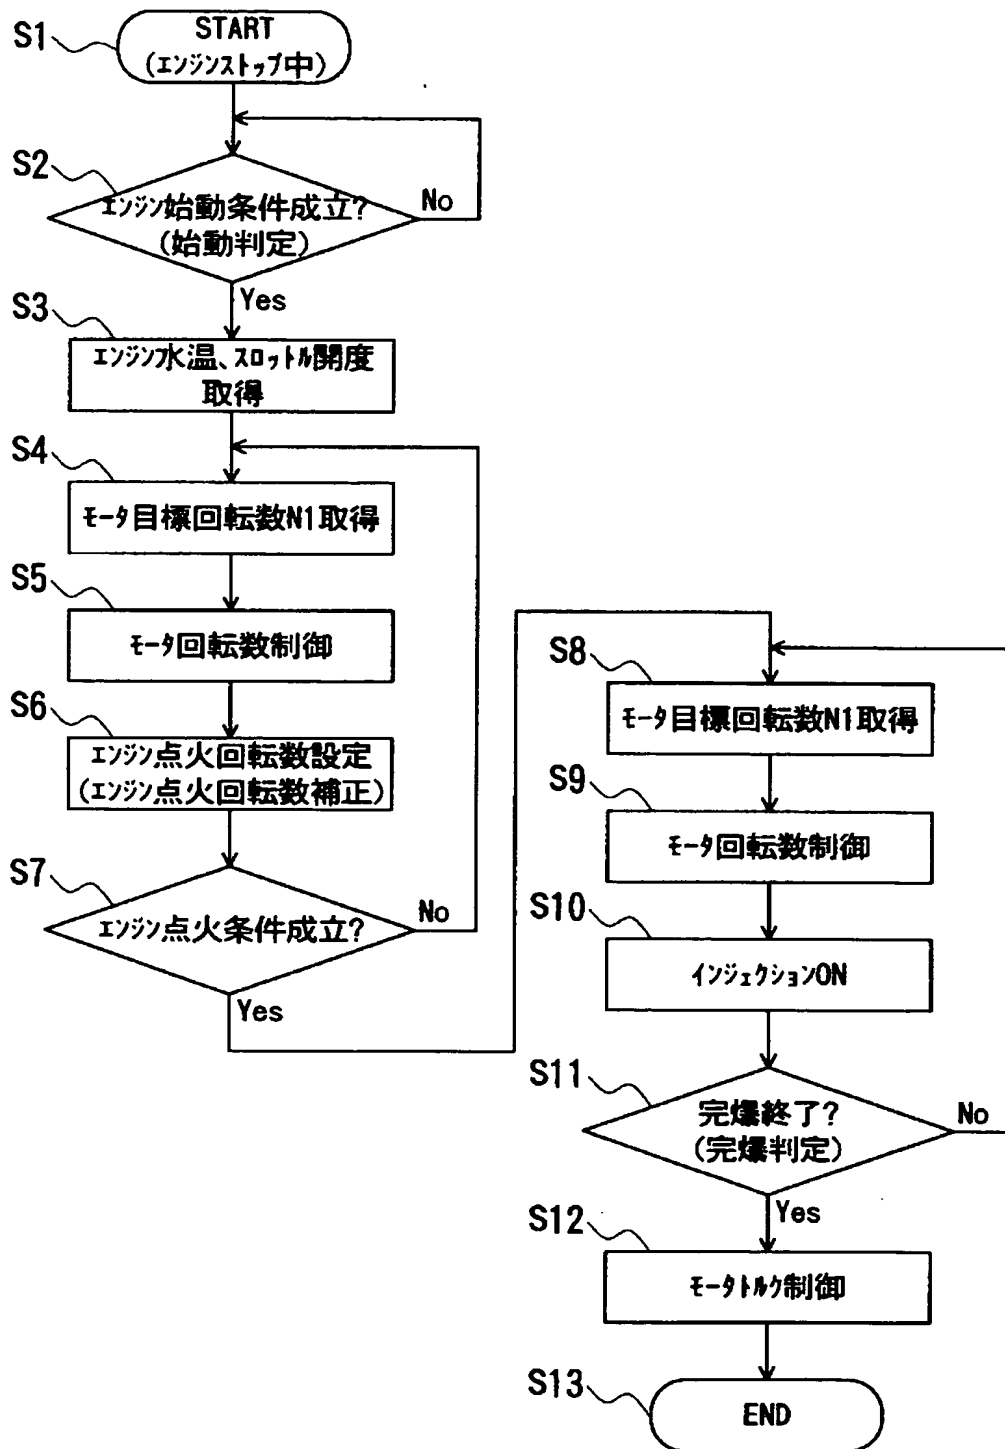 S1
START
(エンジンストップ中)
S2
エンジン始動条件成立?
(始動判定)
No
Yes
S3
エンジン水温、スロットル開度
取得
S4
モータ目標回転数N1取得
S5
モータ回転数制御
S6
エンジン点火回転数設定
(エンジン点火回転数補正)
S7
エンジン点火条件成立?
No
Yes
S8
モータ目標回転数N1取得
S9
モータ回転数制御
S10
インジェクションON
S11
完爆終了?
(完爆判定)
No
Yes
S12
モータトルク制御
S13
END